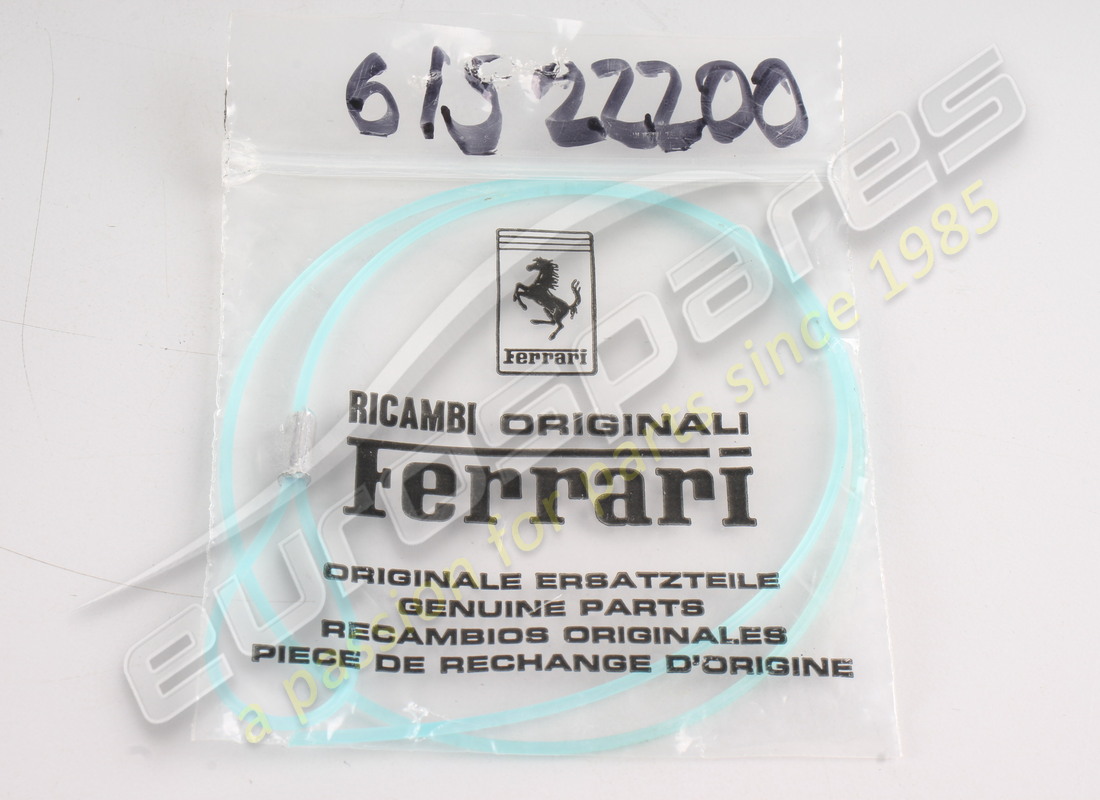 61522200
Ferrari
RICAMBI ORIGINALI
Ferrari
ORIGINALE ERSATZTEILE
GENUINE PARTS
RECAMBIOS ORIGINALES
PIECE DE RECHANGE D'ORIGINE
eurospares
a passion for parts since 1985